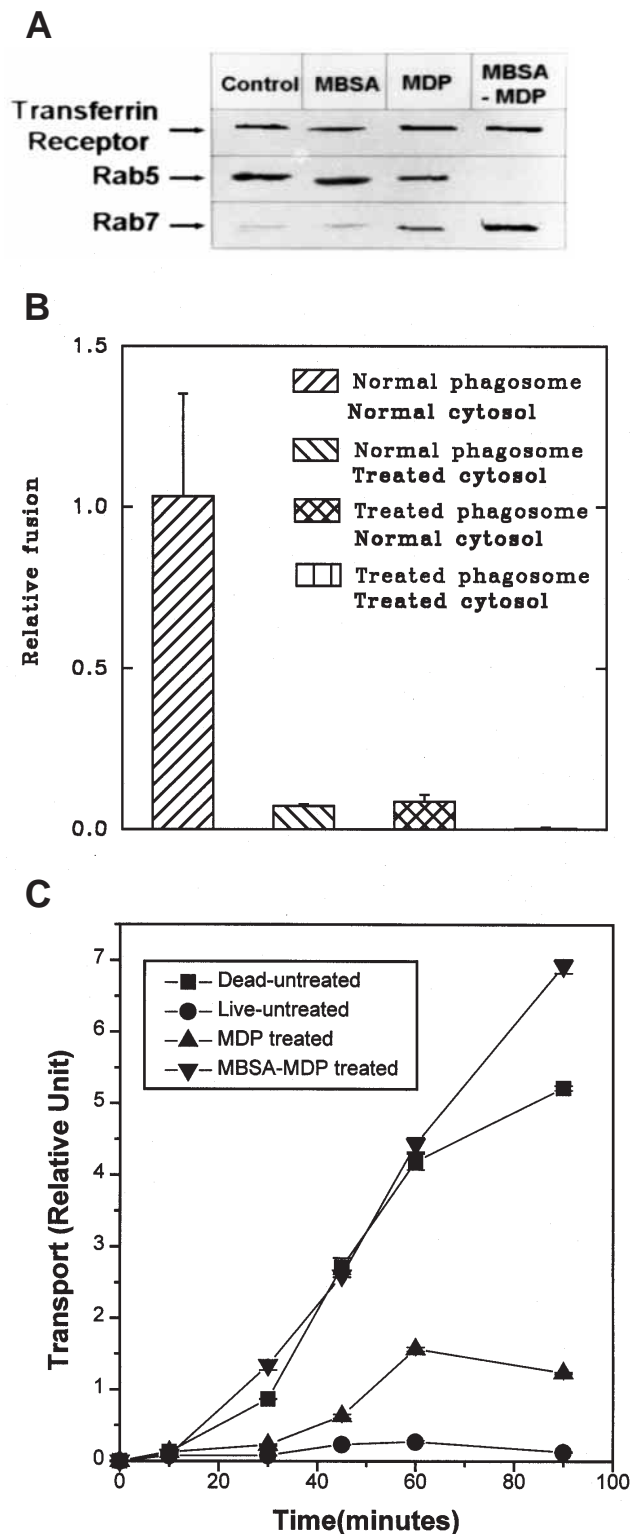 A
Control MBSA MDP MBSA
- MDP
Transferrin
Receptor
Rab5
Rab7
B
1.5
1.0
0.5
0.0
Relative fusion
Normal phagosome
Normal cytosol
Normal phagosome
Treated cytosol
Treated phagosome
Normal cytosol
Treated phagosome
Treated cytosol
C
7
6
5
4
3
2
1
0
Transport (Relative Unit)
Dead-untreated
Live-untreated
MDP treated
MBSA-MDP treated
0 20 40 60 80 100
Time(minutes)